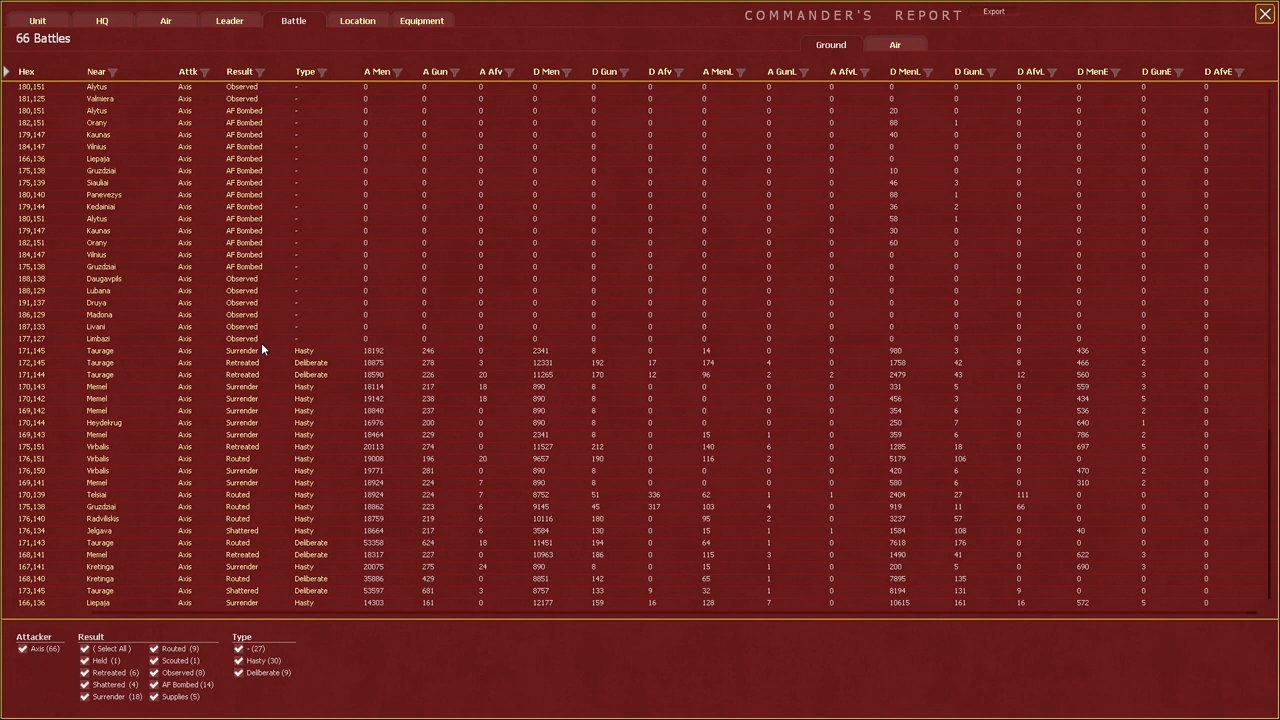 Unit HQ Air Leader Battle Location Equipment COMMANDER'S REPORT Export
66 Battles
Ground Air
Hex Near Attk Result Type A Men A Gun A Afv D Men D Gun D Afv A MenL A GunL A AfvL D MenL D GunL D AfvL D MenE D GunE D AfvE
180,151 Alytus Axis Observed - 0 0 0 0 0 0 0 0 0 0 0 0 0 0 0
181,125 Valmiera Axis Observed - 0 0 0 0 0 0 0 0 0 0 0 0 0 0 0
180,151 Alytus Axis AF Bombed - 0 0 0 0 0 0 0 0 0 20 0 0 0 0
182,151 Orany Axis AF Bombed - 0 0 0 0 0 0 0 0 0 88 1 0 0 0 0
179,147 Kaunas Axis AF Bombed - 0 0 0 0 0 0 0 0 0 40 0 0 0 0
184,147 Vilnius Axis AF Bombed - 0 0 0 0 0 0 0 0 0 0 0 0 0 0 0
166,136 Liepaja Axis AF Bombed - 0 0 0 0 0 0 0 0 0 0 0 0 0 0 0
175,138 Gruzdziai Axis AF Bombed - 0 0 0 0 0 0 0 0 0 10 0 0 0 0
175,139 Siauliai Axis AF Bombed - 0 0 0 0 0 0 0 0 0 46 3 0 0 0 0
180,140 Panevezys Axis AF Bombed - 0 0 0 0 0 0 0 0 0 88 1 0 0 0 0
179,144 Kedainiai Axis AF Bombed - 0 0 0 0 0 0 0 0 0 36 2 0 0 0 0
180,151 Alytus Axis AF Bombed - 0 0 0 0 0 0 0 0 0 58 1 0 0 0 0
179,147 Kaunas Axis AF Bombed - 0 0 0 0 0 0 0 0 0 30 0 0 0 0
182,151 Orany Axis AF Bombed - 0 0 0 0 0 0 0 0 0 60 0 0 0 0
184,147 Vilnius Axis AF Bombed - 0 0 0 0 0 0 0 0 0 0 0 0 0 0 0
175,138 Gruzdziai Axis AF Bombed - 0 0 0 0 0 0 0 0 0 0 0 0 0 0 0
188,138 Daugavpils Axis Observed - 0 0 0 0 0 0 0 0 0 0 0 0 0 0 0
188,129 Lubana Axis Observed - 0 0 0 0 0 0 0 0 0 0 0 0 0 0 0
191,137 Druya Axis Observed - 0 0 0 0 0 0 0 0 0 0 0 0 0 0 0
186,129 Madona Axis Observed - 0 0 0 0 0 0 0 0 0 0 0 0 0 0 0
187,133 Livani Axis Observed - 0 0 0 0 0 0 0 0 0 0 0 0 0 0 0
177,127 Limbazi Axis Observed - 0 0 0 0 0 0 0 0 0 0 0 0 0 0 0
171,145 Taurage Axis Surrender Hasty 18192 246 0 2341 8 0 14 0 0 980 3 0 436 5 0
172,145 Taurage Axis Retreated Deliberate 18875 278 3 12331 192 17 174 4 0 1758 42 8 466 2 0
171,144 Taurage Axis Retreated Deliberate 18590 226 20 11265 170 12 96 2 2 2479 43 12 560 3 0
170,143 Memel Axis Surrender Hasty 18114 217 18 890 8 0 0 0 0 331 5 0 559 3 0
170,142 Memel Axis Surrender Hasty 19142 238 18 890 8 0 0 0 0 456 3 0 434 5 0
169,142 Memel Axis Surrender Hasty 18840 237 0 890 8 0 0 0 0 354 6 0 536 2 0
170,144 Heydekrug Axis Surrender Hasty 16976 200 0 890 8 0 0 0 0 250 7 0 640 1 0
169,143 Memel Axis Surrender Hasty 18464 229 0 2341 8 0 15 1 0 359 6 0 786 2 0
175,151 Virbalis Axis Retreated Hasty 20113 274 0 11527 212 0 140 6 0 1285 18 0 697 5 0
176,151 Virbalis Axis Routed Hasty 19008 196 20 9657 190 0 116 2 0 5179 106 0 0 0 0
176,150 Virbalis Axis Surrender Hasty 19771 281 0 890 8 0 0 0 0 420 6 0 470 2 0
169,141 Memel Axis Surrender Hasty 18924 224 7 890 8 0 0 0 0 580 6 0 310 2 0
170,139 Telsiai Axis Routed Hasty 18924 224 7 8752 51 336 62 1 1 2404 27 111 0 0 0
175,138 Gruzdziai Axis Routed Hasty 18862 223 6 9145 45 317 103 4 0 919 11 66 0 0 0
176,140 Radviliskis Axis Routed Hasty 18759 219 6 10116 180 0 95 2 0 3237 57 0 0 0 0
176,134 Jelgava Axis Shattered Hasty 18664 217 6 3584 130 0 15 1 1 1584 108 0 40 0 0
171,143 Taurage Axis Routed Deliberate 53358 624 18 11451 194 0 64 1 0 7618 176 0 0 0 0
168,141 Memel Axis Retreated Deliberate 18317 227 0 10963 186 0 115 3 0 1490 41 0 622 3 0
167,141 Kretinga Axis Surrender Hasty 20075 275 24 890 8 0 15 1 0 200 5 0 690 3 0
168,140 Kretinga Axis Routed Deliberate 35886 429 0 8851 142 0 65 1 0 7895 135 0 0 0 0
173,145 Taurage Axis Shattered Deliberate 53597 681 3 8757 133 9 32 1 0 8194 131 9 0 0 0
166,136 Liepaja Axis Surrender Hasty 14303 161 0 12177 159 16 128 7 0 10615 161 16 572 5 0
Attacker Result Type
Axis (66) ( Select All ) Routed (9) - (27)
Held (1) Scouted (1) Hasty (30)
Retreated (6) Observed (8) Deliberate (9)
Shattered (4) AF Bombed (14)
Surrender (18) Supplies (5)